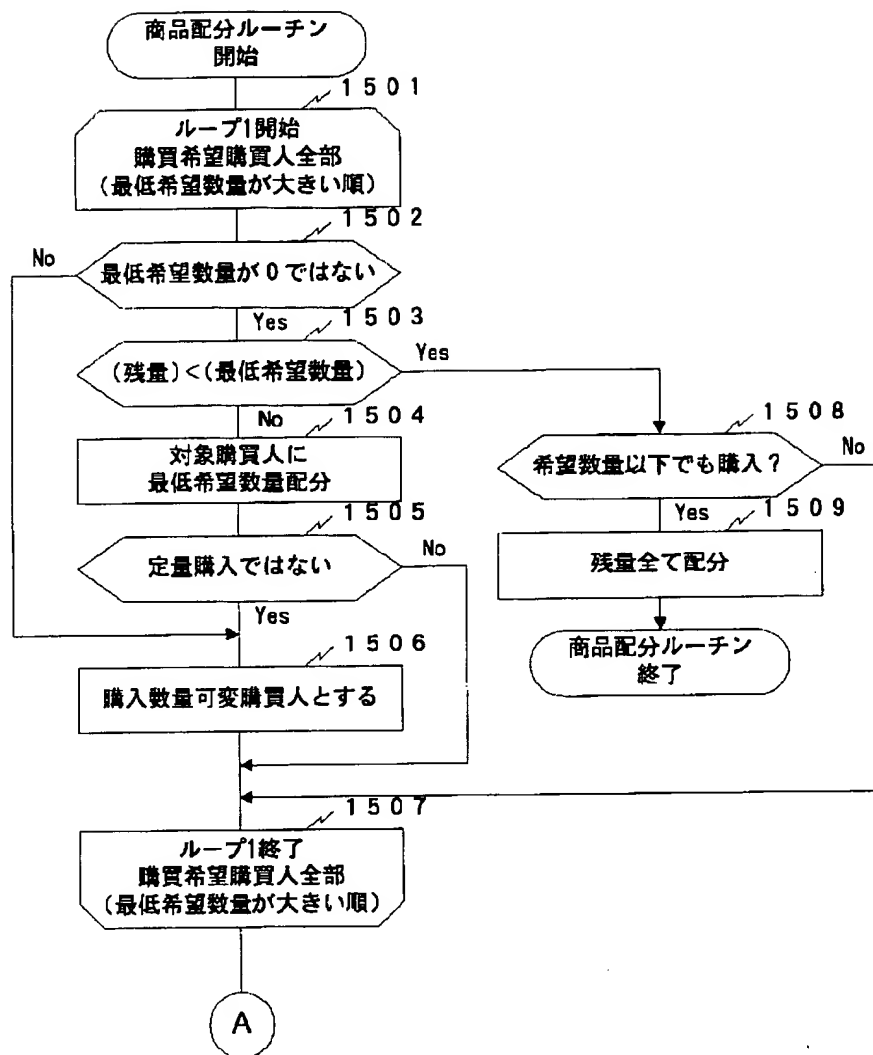 商品配分ルーチン
開始
1501
ループ1開始
購買希望購買人全部
(最低希望数量が大きい順)
1502
No
最低希望数量が0ではない
Yes
1503
(残量)<(最低希望数量)
Yes
No
1504
対象購買人に
最低希望数量配分
1505
定量購入ではない
No
Yes
1506
購入数量可変購買人とする
1508
希望数量以下でも購入?
No
Yes
1509
残量全て配分
商品配分ルーチン
終了
1507
ループ1終了
購買希望購買人全部
(最低希望数量が大きい順)
A